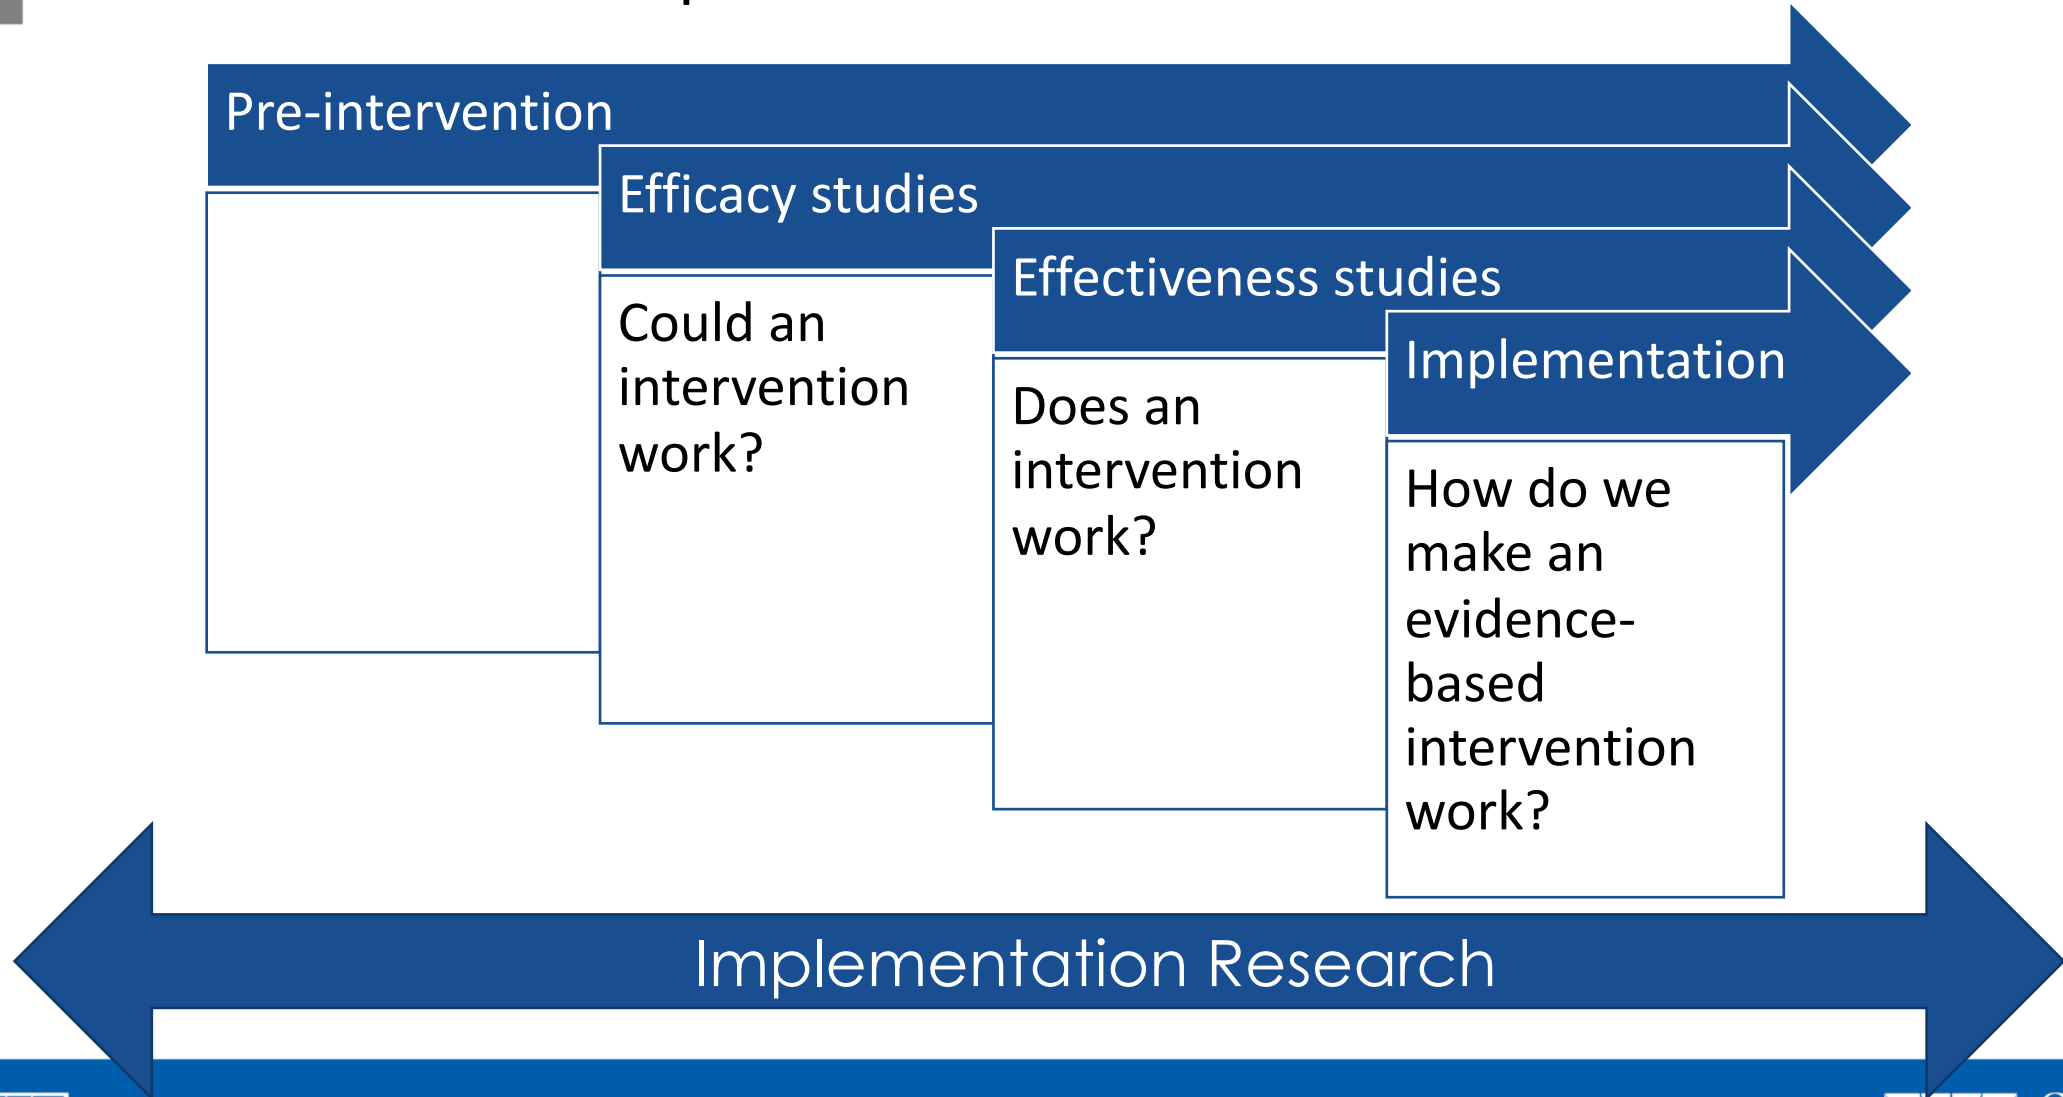 Pre-intervention
Efficacy studies
Could an
intervention
work?
Effectiveness studies
Does an
intervention
work?
Implementation
How do we
make an
evidence-
based
intervention
work?
Implementation Research